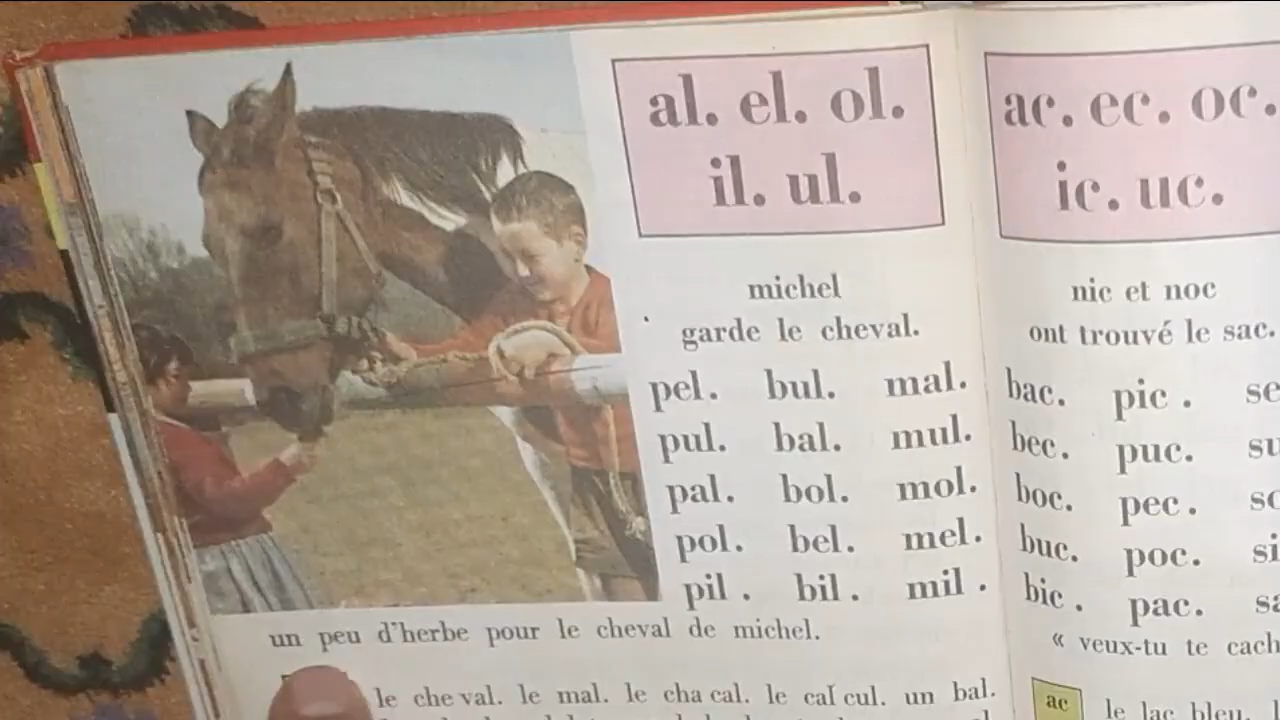 al. el. ol.
il. ul.
michel
garde le cheval.
pel. bul. mal.
pul. bal. mul.
pal. bol. mol.
pol. bel. mel.
pil. bil. mil.
un peu d'herbe pour le cheval de michel.
le che val. le mal. le cha cal. le cal cul. un bal.
ac. ec. oc.
ic. uc.
nic et noc
ont trouvé le sac.
bac. pic.
bec. puc.
boc. pec.
buc. poc.
bic. pac.
« veux-tu te cach
ac
le lac bleu.